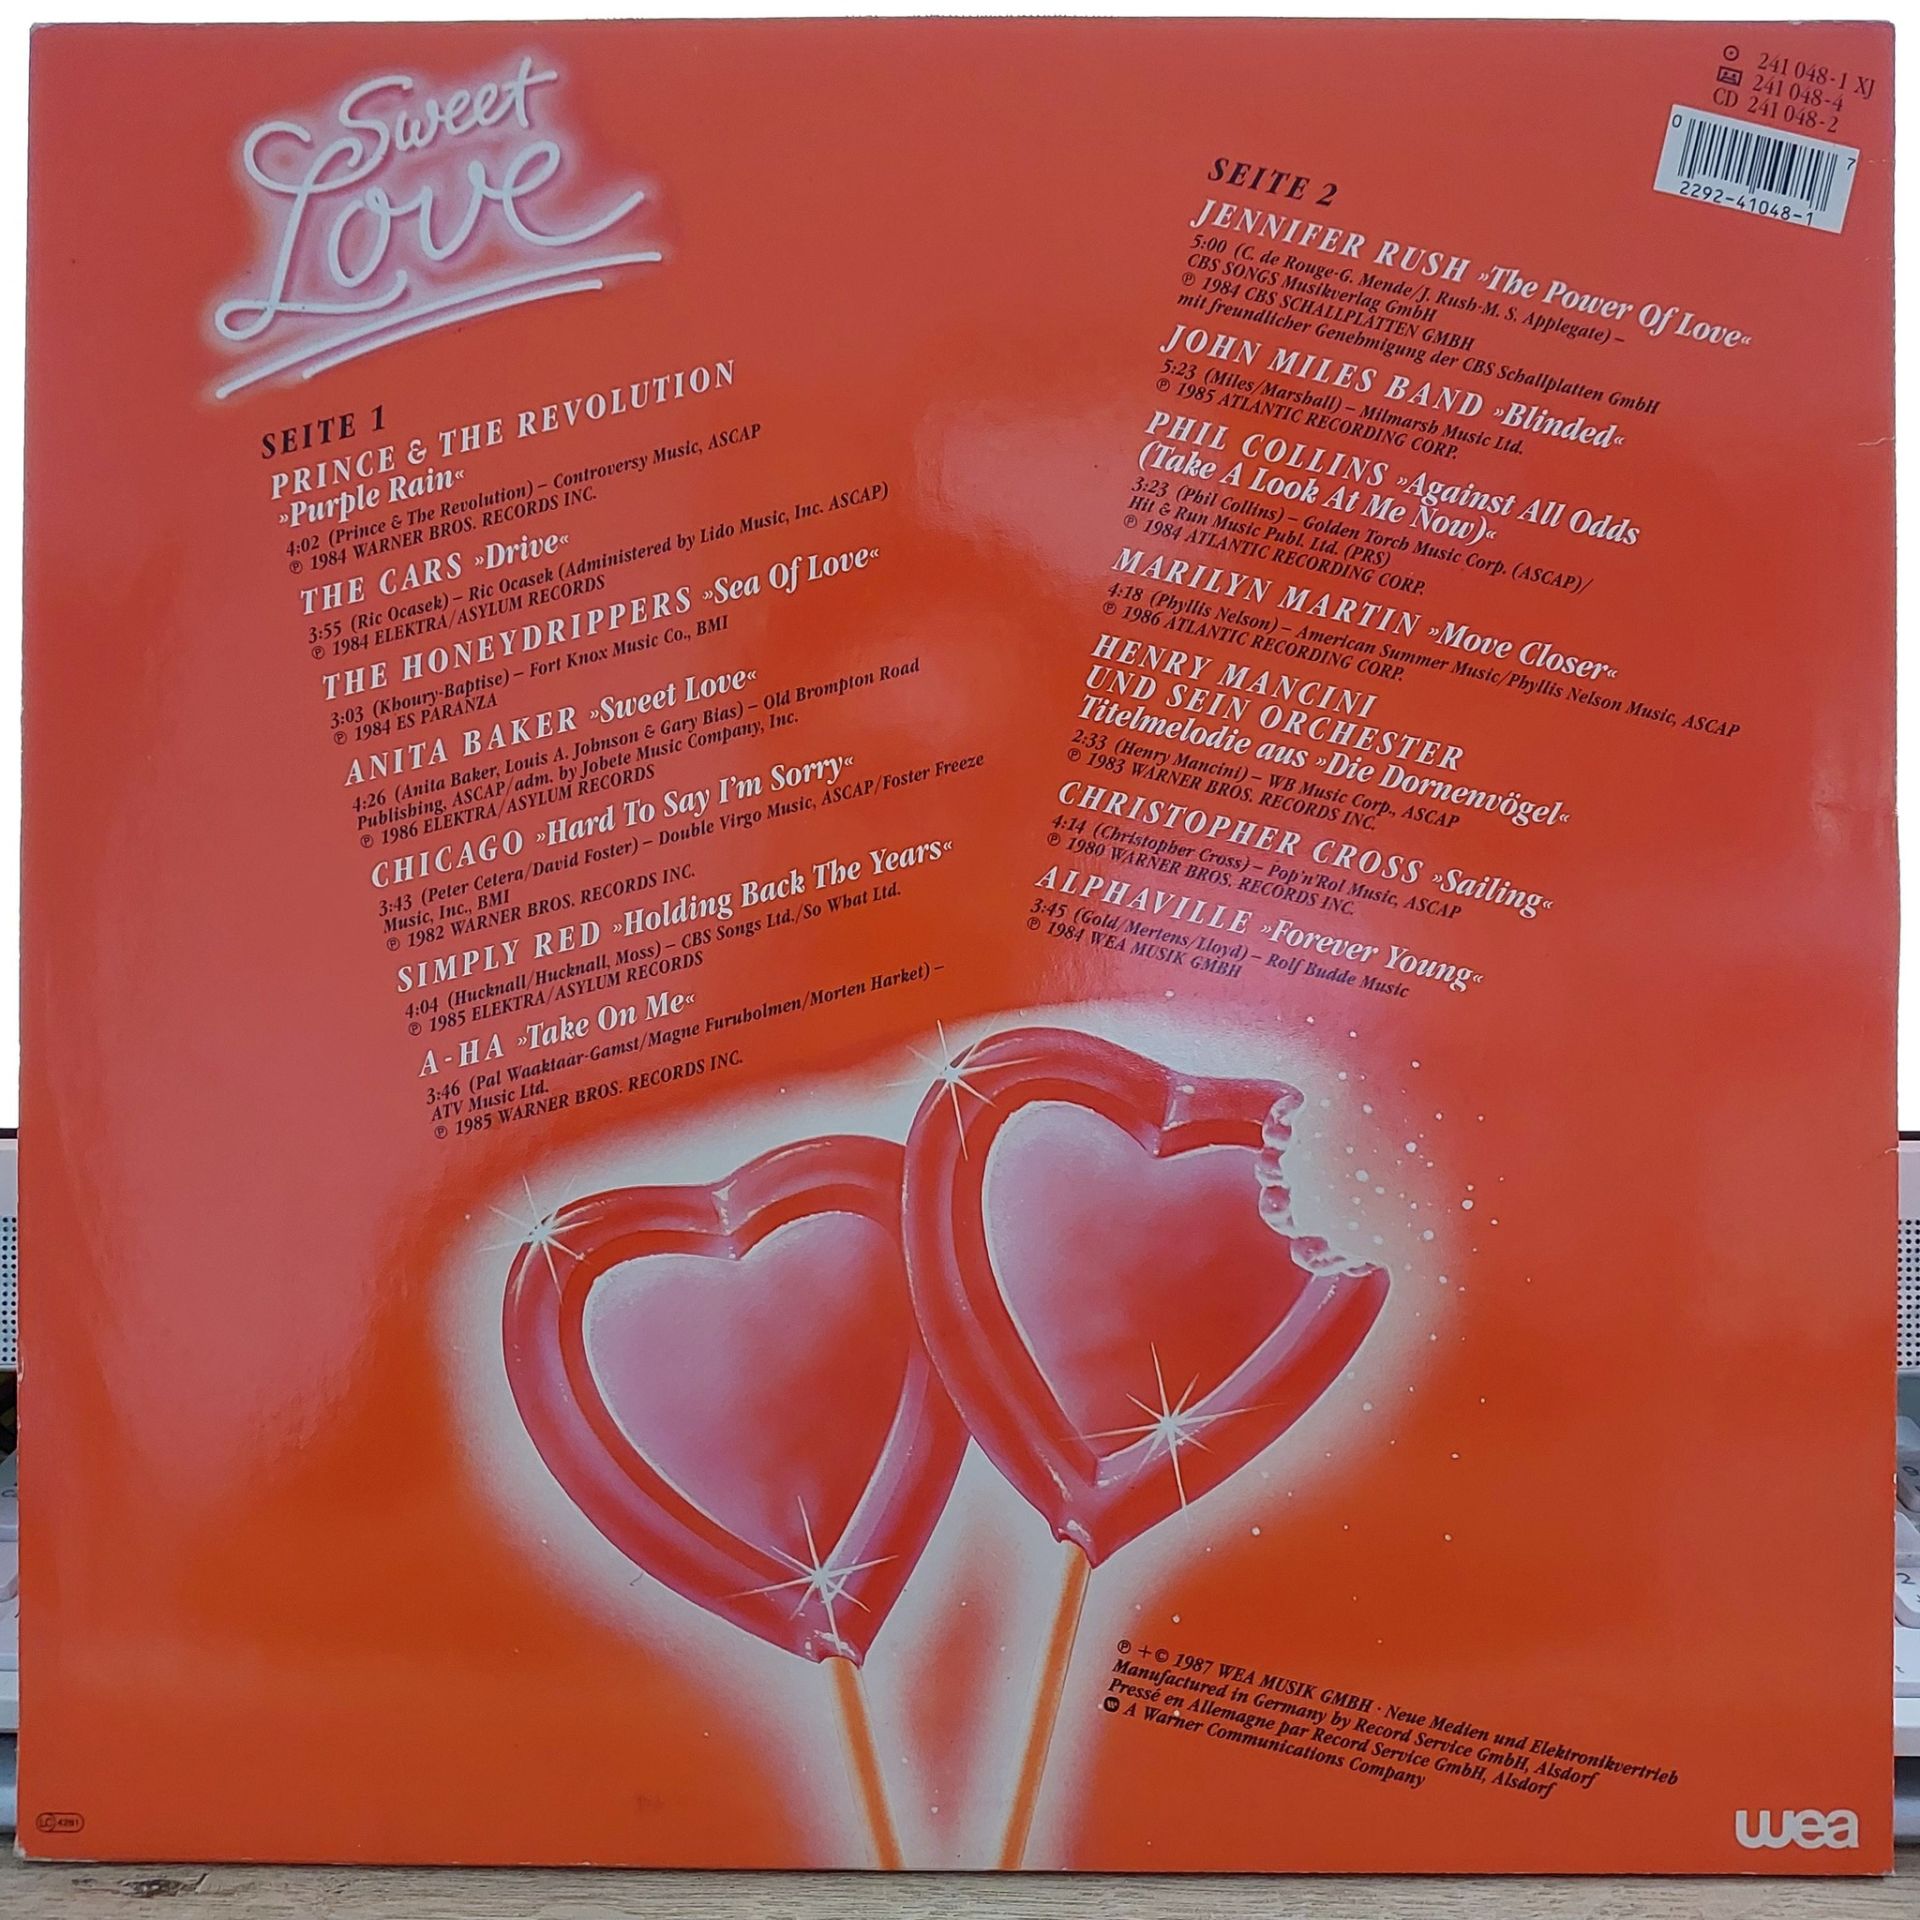 Sweet
Love
SEITE 1
PRINCE & THE REVOLUTION
»Purple Rain«
4:02 (Prince & The Revolution) – Controversy Music, ASCAP
℗ 1984 WARNER BROS. RECORDS INC.
THE CARS »Drive«
3:55 (Ric Ocasek) – Ric Ocasek (Administered by Lido Music, Inc. ASCAP)
℗ 1984 ELEKTRA/ASYLUM RECORDS
THE HONEYDRIPPERS »Sea Of Love«
3:03 (Khoury-Baptise) – Fort Knox Music Co., BMI
℗ 1984 ES PARANZA
ANITA BAKER »Sweet Love«
4:26 (Anita Baker, Louis A. Johnson & Gary Bias) – Old Brompton Road
Publishing, ASCAP/adm. by Jobete Music Company, Inc.
℗ 1986 ELEKTRA/ASYLUM RECORDS
CHICAGO »Hard To Say I'm Sorry«
3:43 (Peter Cetera/David Foster) – Double Virgo Music, ASCAP/Foster Freeze
Music, Inc., BMI
℗ 1982 WARNER BROS. RECORDS INC.
SIMPLY RED »Holding Back The Years«
4:04 (Hucknall/Hucknall, Moss) – CBS Songs Ltd./So What Ltd.
℗ 1985 ELEKTRA/ASYLUM RECORDS
A-HA »Take On Me«
3:46 (Pal Waaktaar-Gamst/Magne Furuholmen/Morten Harket) –
ATV Music Ltd.
℗ 1985 WARNER BROS. RECORDS INC.
241 048-1 XJ
241 048-4
CD 241 048-2
0 7
2292-41048-1
SEITE 2
JENNIFER RUSH »The Power Of Love«
5:00 (C. de Rouge-G. Mende/J. Rush-M. S. Applegate) –
CBS SONGS Musikverlag GmbH
℗ 1984 CBS SCHALLPLATTEN GMBH
mit freundlicher Genehmigung der CBS Schallplatten GmbH
JOHN MILES BAND »Blinded«
5:23 (Miles/Marshall) – Milmarsh Music Ltd.
℗ 1985 ATLANTIC RECORDING CORP.
PHIL COLLINS »Against All Odds
(Take A Look At Me Now)«
3:23 (Phil Collins) – Golden Torch Music Corp. (ASCAP)/
Hit & Run Music Publ. Ltd. (PRS)
℗ 1984 ATLANTIC RECORDING CORP.
MARILYN MARTIN »Move Closer«
4:18 (Phyllis Nelson) – American Summer Music/Phyllis Nelson Music, ASCAP
℗ 1986 ATLANTIC RECORDING CORP.
HENRY MANCINI
UND SEIN ORCHESTER
Titelmelodie aus »Die Dornenvögel«
2:33 (Henry Mancini) – WB Music Corp., ASCAP
℗ 1983 WARNER BROS. RECORDS INC.
CHRISTOPHER CROSS »Sailing«
4:14 (Christopher Cross) – Pop'n'Rol Music, ASCAP
℗ 1980 WARNER BROS. RECORDS INC.
ALPHAVILLE »Forever Young«
3:45 (Gold/Mertens/Lloyd) – Rolf Budde Music
℗ 1984 WEA MUSIK GMBH
℗ + © 1987 WEA MUSIK GMBH · Neue Medien und Elektronikvertrieb
Manufactured in Germany by Record Service GmbH, Alsdorf
Pressé en Allemagne par Record Service GmbH, Alsdorf
A Warner Communications Company
LC 4281
wea